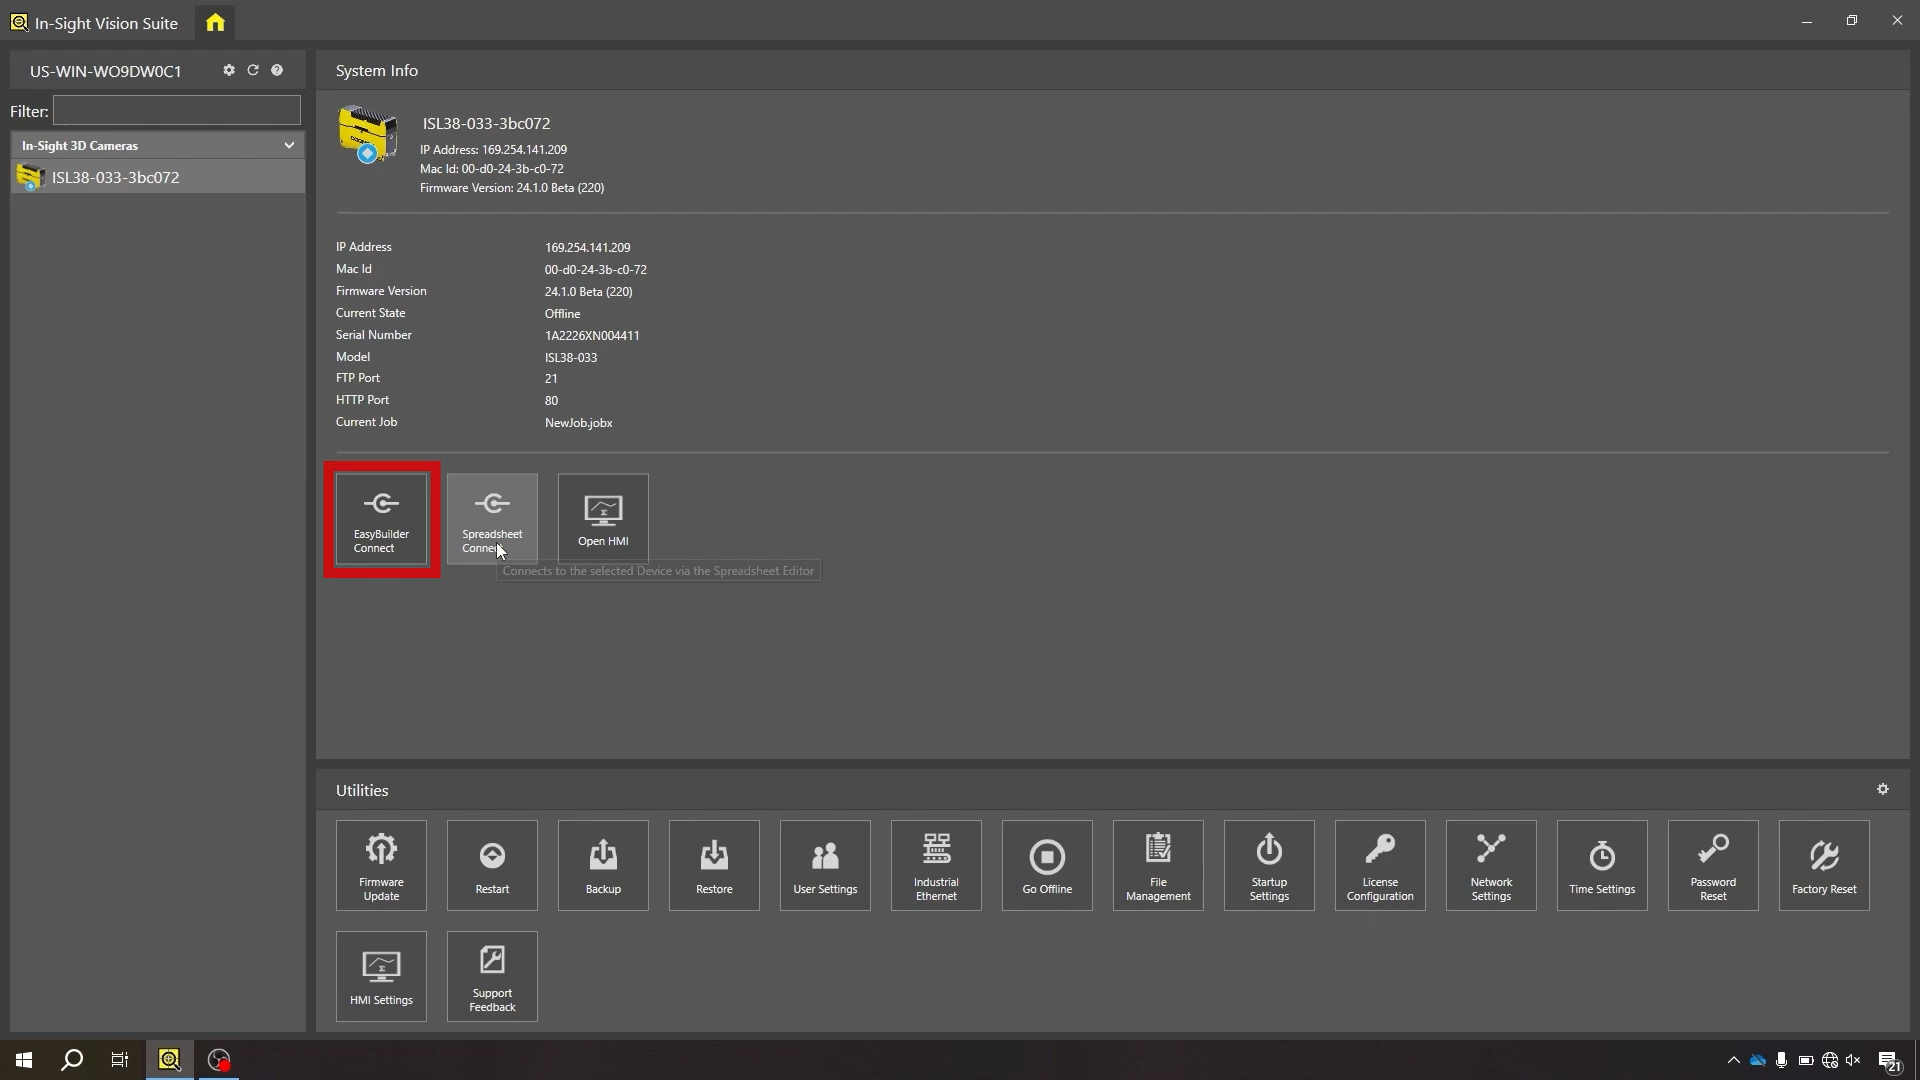 In-Sight Vision Suite
US-WIN-WO9DW0C1
Filter:
In-Sight 3D Cameras
ISL38-033-3bc072
System Info
ISL38-033-3bc072
IP Address: 169.254.141.209
Mac Id: 00-d0-24-3b-c0-72
Firmware Version: 24.1.0 Beta (220)
IP Address 169.254.141.209
Mac Id 00-d0-24-3b-c0-72
Firmware Version 24.1.0 Beta (220)
Current State Offline
Serial Number 1A2226XN004411
Model ISL38-033
FTP Port 21
HTTP Port 80
Current Job NewJob.jobx
EasyBuilder
Connect
Spreadsheet
Open HMI
Connects to the selected Device via the Spreadsheet Editor
Utilities
Firmware
Update
Restart
Backup
Restore
User Settings
Industrial
Ethernet
Go Offline
File
Management
Startup
Settings
License
Configuration
Network
Settings
Time Settings
Password
Reset
Factory Reset
HMI Settings
Support
Feedback
21